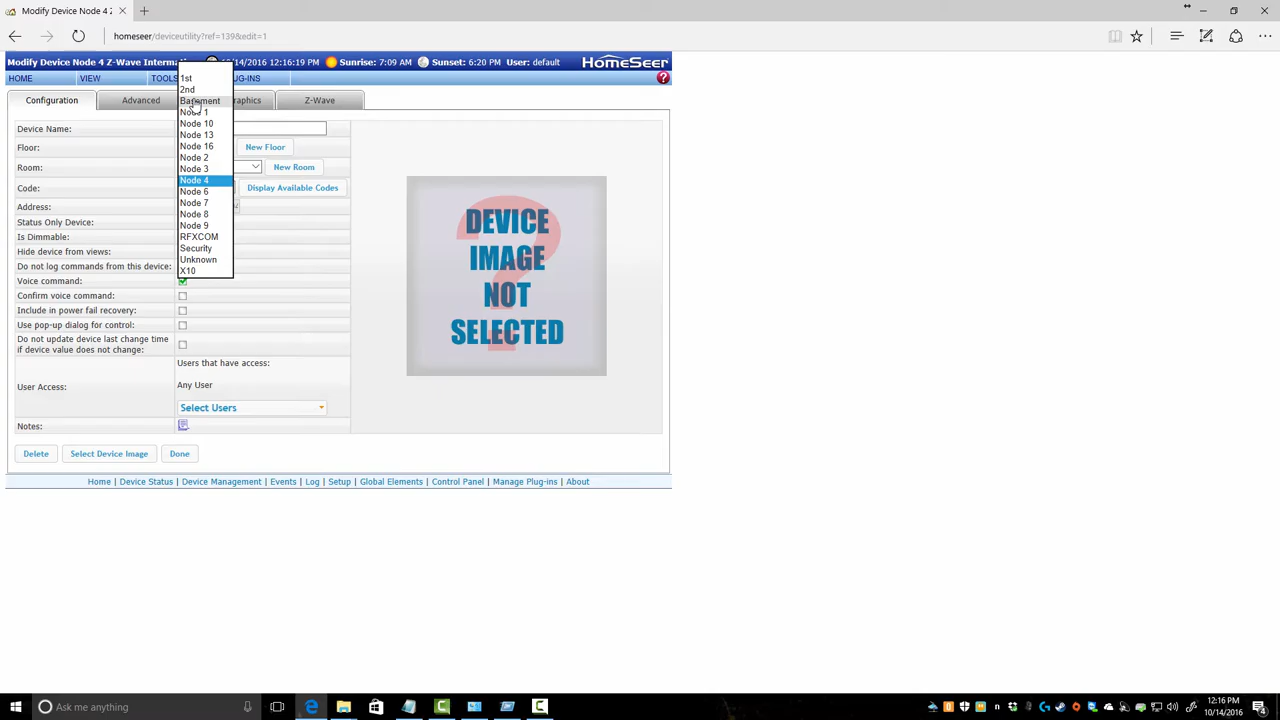 Modify Device Node 4 Z
homeseer/deviceutility?ref=139&edit=1
Modify Device Node 4 Z-Wave Interm
/14/2016 12:16:19 PM
Sunrise: 7:09 AM
Sunset: 6:20 PM
User: default
HomeSeer
HOME
VIEW
TOOLS
UG-INS
Configuration
Advanced
raphics
Z-Wave
1st
2nd
Basement
Node 1
Node 10
Node 13
Node 16
Node 2
Node 3
Node 4
Node 6
Node 7
Node 8
Node 9
RFXCOM
Security
Unknown
X10
Device Name:
Floor:
New Floor
Room:
New Room
Code:
Display Available Codes
Address:
Status Only Device:
Is Dimmable:
Hide device from views:
Do not log commands from this device:
Voice command:
Confirm voice command:
Include in power fail recovery:
Use pop-up dialog for control:
Do not update device last change time
if device value does not change:
User Access:
Users that have access:
Any User
Select Users
Notes:
DEVICE
IMAGE
NOT
SELECTED
?
Delete
Select Device Image
Done
Home | Device Status | Device Management | Events | Log | Setup | Global Elements | Control Panel | Manage Plug-ins | About
Ask me anything
12:16 PM
10/14/2016